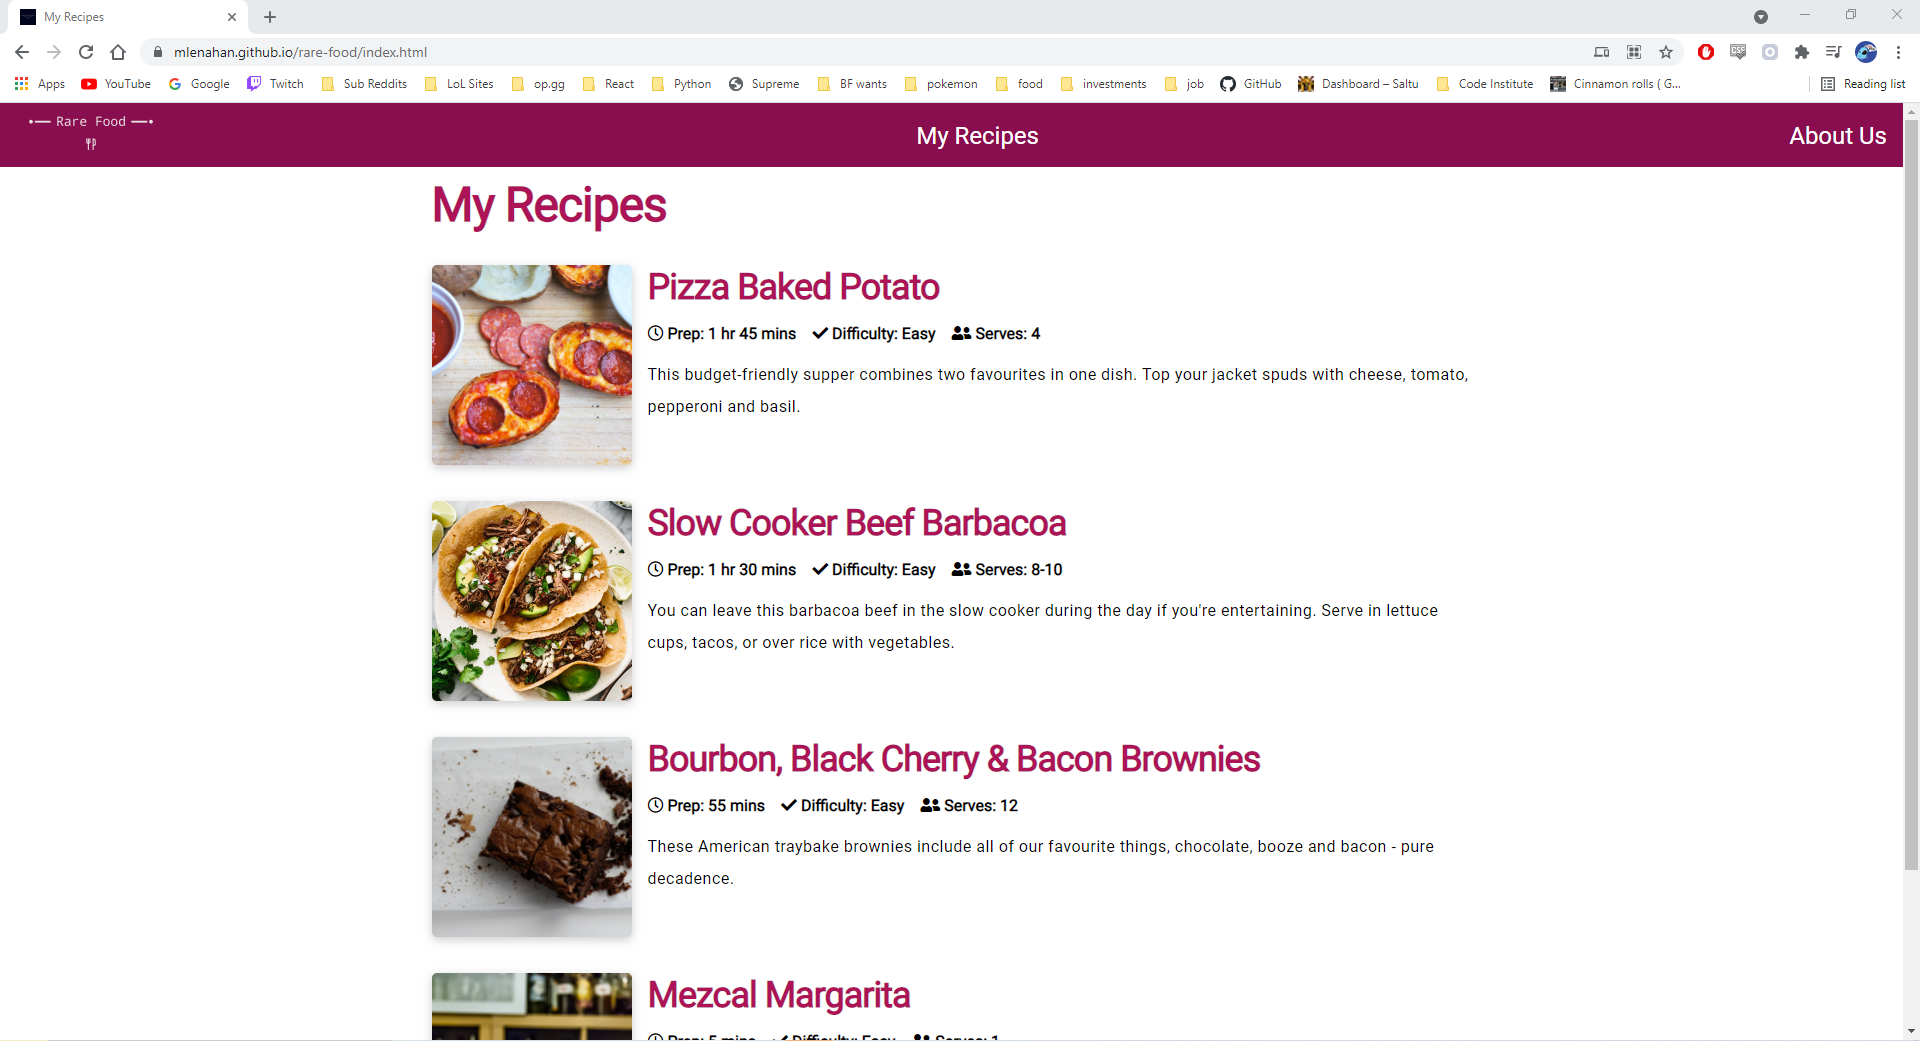 My Recipes
mlenahan.github.io/rare-food/index.html
Apps YouTube Google Twitch Sub Reddits LoL Sites op.gg React Python Supreme BF wants pokemon food investments job GitHub Dashboard – Saltu Code Institute Cinnamon rolls ( G... Reading list
Rare Food My Recipes About Us
My Recipes
Pizza Baked Potato
Prep: 1 hr 45 mins Difficulty: Easy Serves: 4
This budget-friendly supper combines two favourites in one dish. Top your jacket spuds with cheese, tomato,
pepperoni and basil.
Slow Cooker Beef Barbacoa
Prep: 1 hr 30 mins Difficulty: Easy Serves: 8-10
You can leave this barbacoa beef in the slow cooker during the day if you're entertaining. Serve in lettuce
cups, tacos, or over rice with vegetables.
Bourbon, Black Cherry & Bacon Brownies
Prep: 55 mins Difficulty: Easy Serves: 12
These American traybake brownies include all of our favourite things, chocolate, booze and bacon - pure
decadence.
Mezcal Margarita
Prep: 5 mins Difficulty: Easy Serves: 1